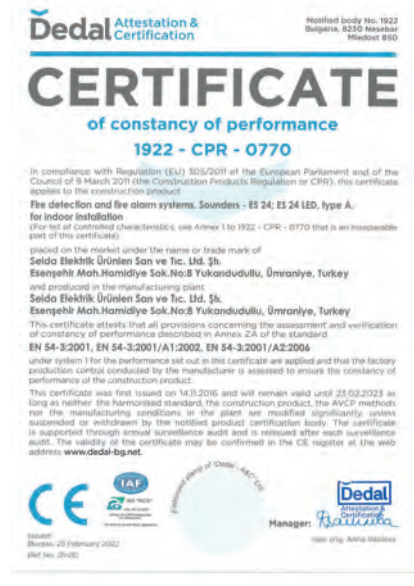 Dedal Attestation & Certification
Notified body No. 1922
Bulgaria, 8230 Nesebar
Mladost 85D
CERTIFICATE
of constancy of performance
1922 - CPR - 0770
In compliance with Regulation (EU) 305/2011 of the European Parliament and of the
Council of 9 March 2011 (the Construction Products Regulation or CPR), this certificate
applies to the construction product
Fire detection and fire alarm systems. Sounders - ES 24; ES 24 LED, type A,
for indoor installation
(For list of controlled characteristics, see Annex 1 to 1922 - CPR - 0770 that is an inseparable
part of this certificate)
placed on the market under the name or trade mark of
Selda Elektrik Ürünleri San ve Tic. Ltd. Şti.
Esenşehir Mah.Hamidiye Sok.No:8 Yukarıdudullu, Ümraniye, Turkey
and produced in the manufacturing plant
Selda Elektrik Ürünleri San ve Tic. Ltd. Şti.
Esenşehir Mah.Hamidiye Sok.No:8 Yukarıdudullu, Ümraniye, Turkey
This certificate attests that all provisions concerning the assessment and verification
of constancy of performance described in Annex ZA of the standard
EN 54-3:2001, EN 54-3:2001/A1:2002, EN 54-3:2001/A2:2006
under system 1 for the performance set out in this certificate are applied and that the factory
production control conducted by the manufacturer is assessed to ensure the constancy of
performance of the construction product.
This certificate was first issued on 14.11.2016 and will remain valid until 23.02.2023 as
long as neither the harmonised standard, the construction product, the AVCP methods
nor the manufacturing conditions in the plant are modified significantly, unless
suspended or withdrawn by the notified product certification body. The certificate
is supported through annual surveillance audit and is reissued after each surveillance
audit. The validity of the certificate may be confirmed in the CE register at the web
address www.dedal-bg.net.
CE
IAF
Dedal
Attestation &
Certification
Manager:
Issued:
Burgas, 23 February 2022